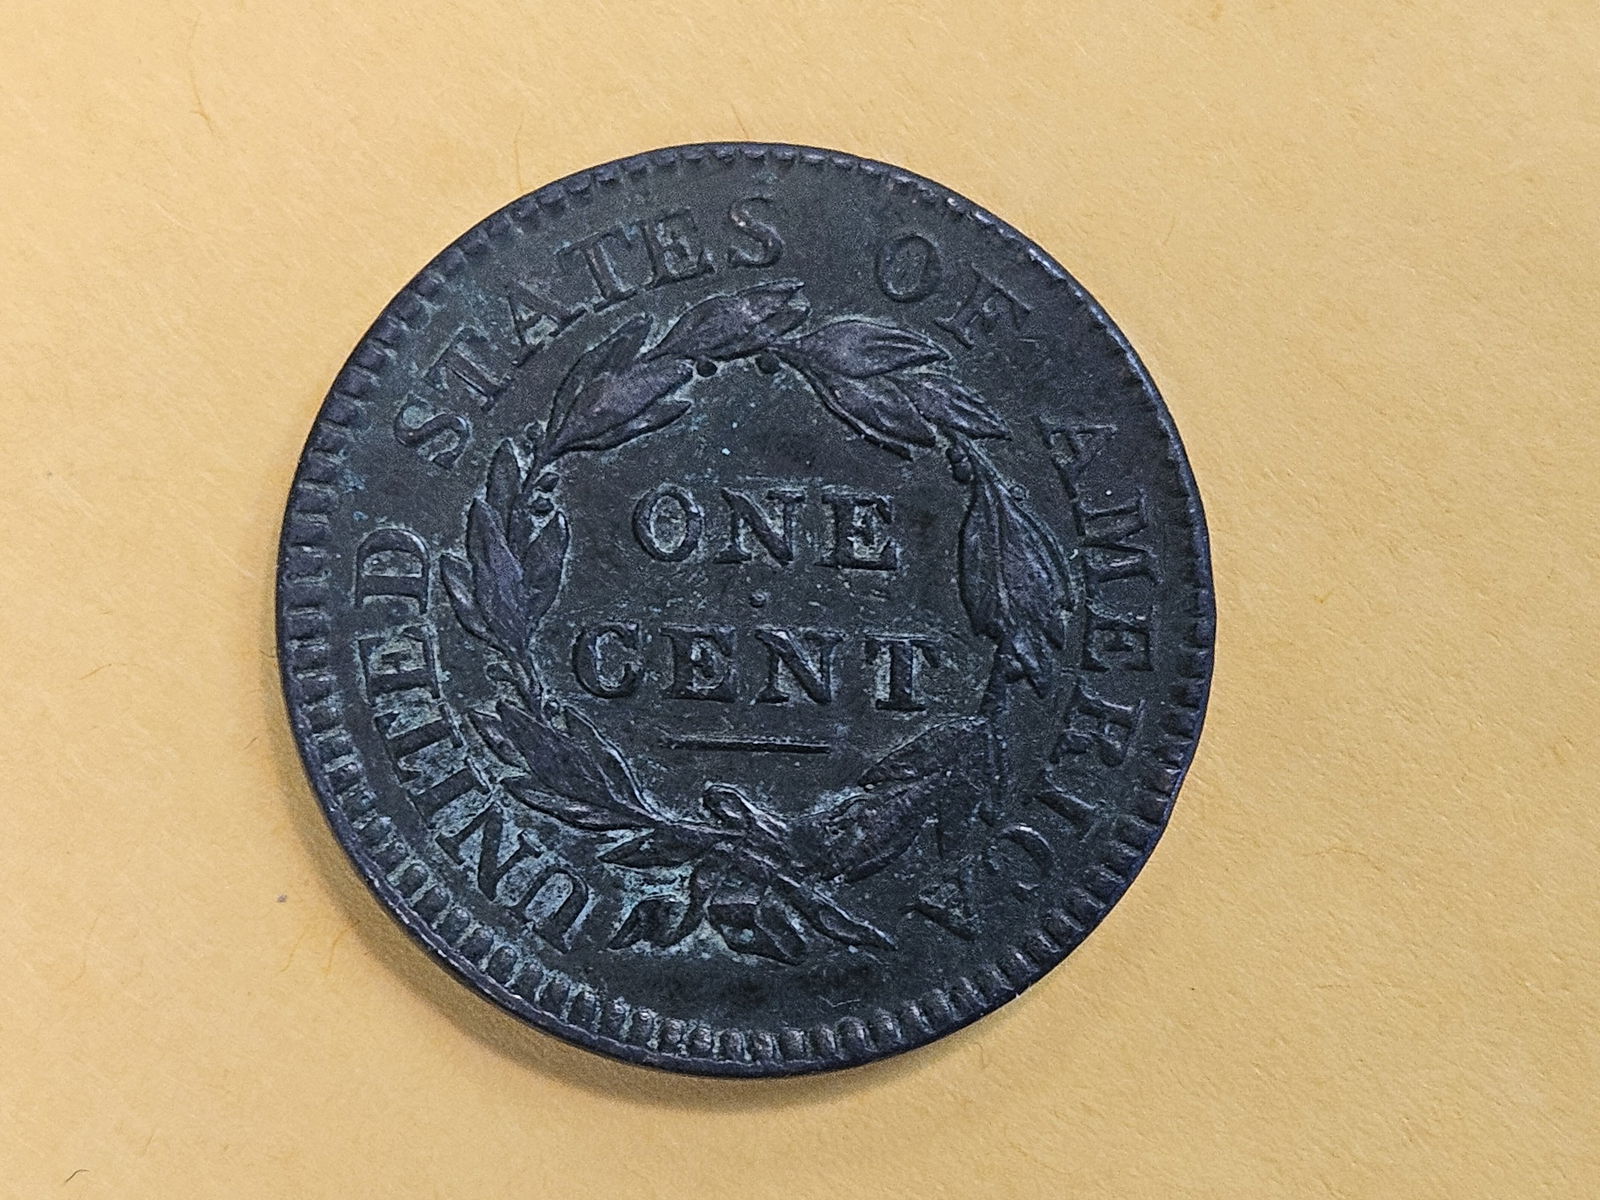 UNITED STATES OF AMERICA
ONE
CENT